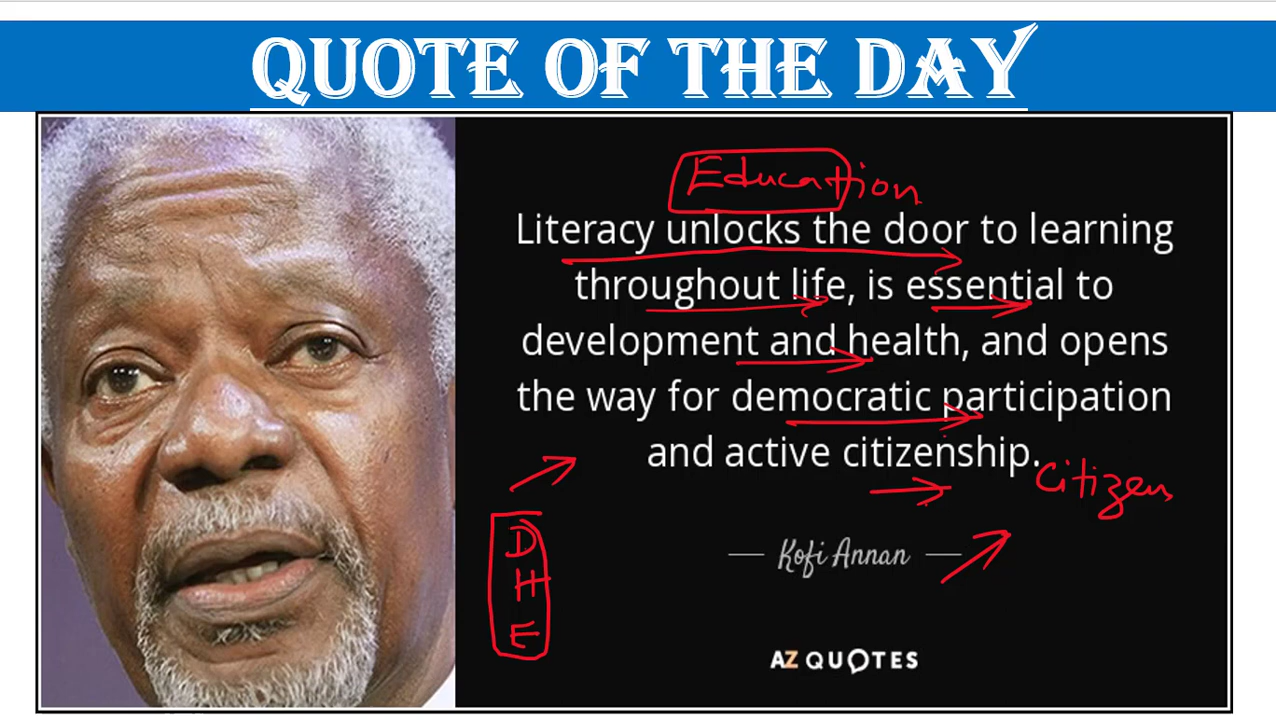 QUOTE OF THE DAY
Education
Literacy unlocks the door to learning
throughout life, is essential to
development and health, and opens
the way for democratic participation
and active citizenship.
Citizens
D
H
E
Kofi Annan
AZ QUOTES